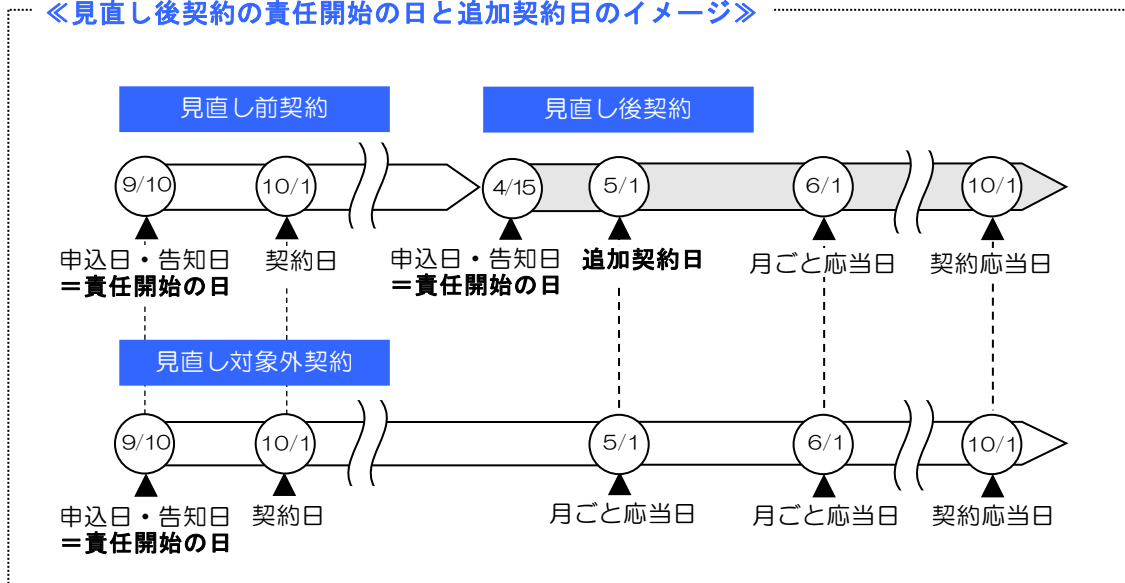 ≪見直し後契約の責任開始の日と追加契約日のイメージ≫
見直し前契約
見直し後契約
9/10
10/1
4/15
5/1
6/1
10/1
申込日・告知日
＝責任開始の日
契約日
申込日・告知日
＝責任開始の日
追加契約日
月ごと応当日
契約応当日
見直し対象外契約
9/10
10/1
5/1
6/1
10/1
申込日・告知日
＝責任開始の日
契約日
月ごと応当日
月ごと応当日
契約応当日